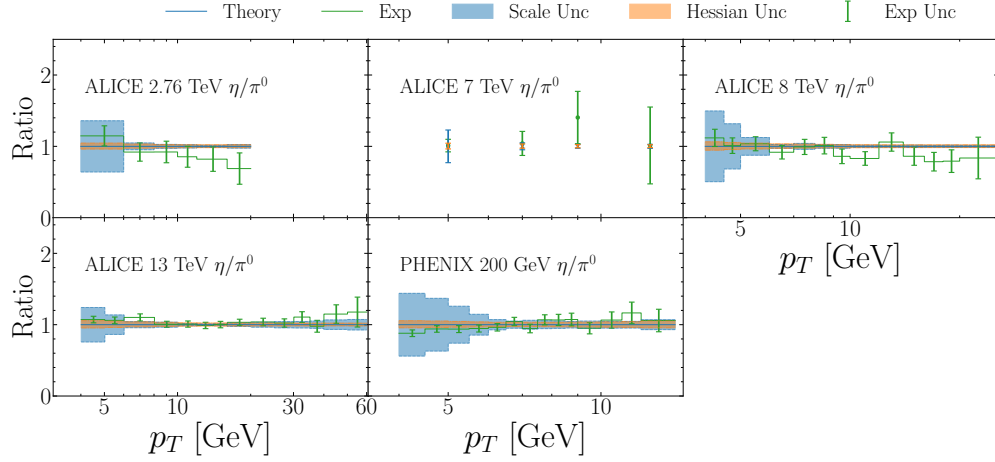 Theory Exp Scale Unc Hessian Unc Exp Unc
ALICE 2.76 TeV η/π⁰
ALICE 7 TeV η/π⁰
ALICE 8 TeV η/π⁰
Ratio
2
1
0
5
10
p_T [GeV]
ALICE 13 TeV η/π⁰
PHENIX 200 GeV η/π⁰
Ratio
2
1
0
5
10
30
60
5
10
p_T [GeV]
p_T [GeV]